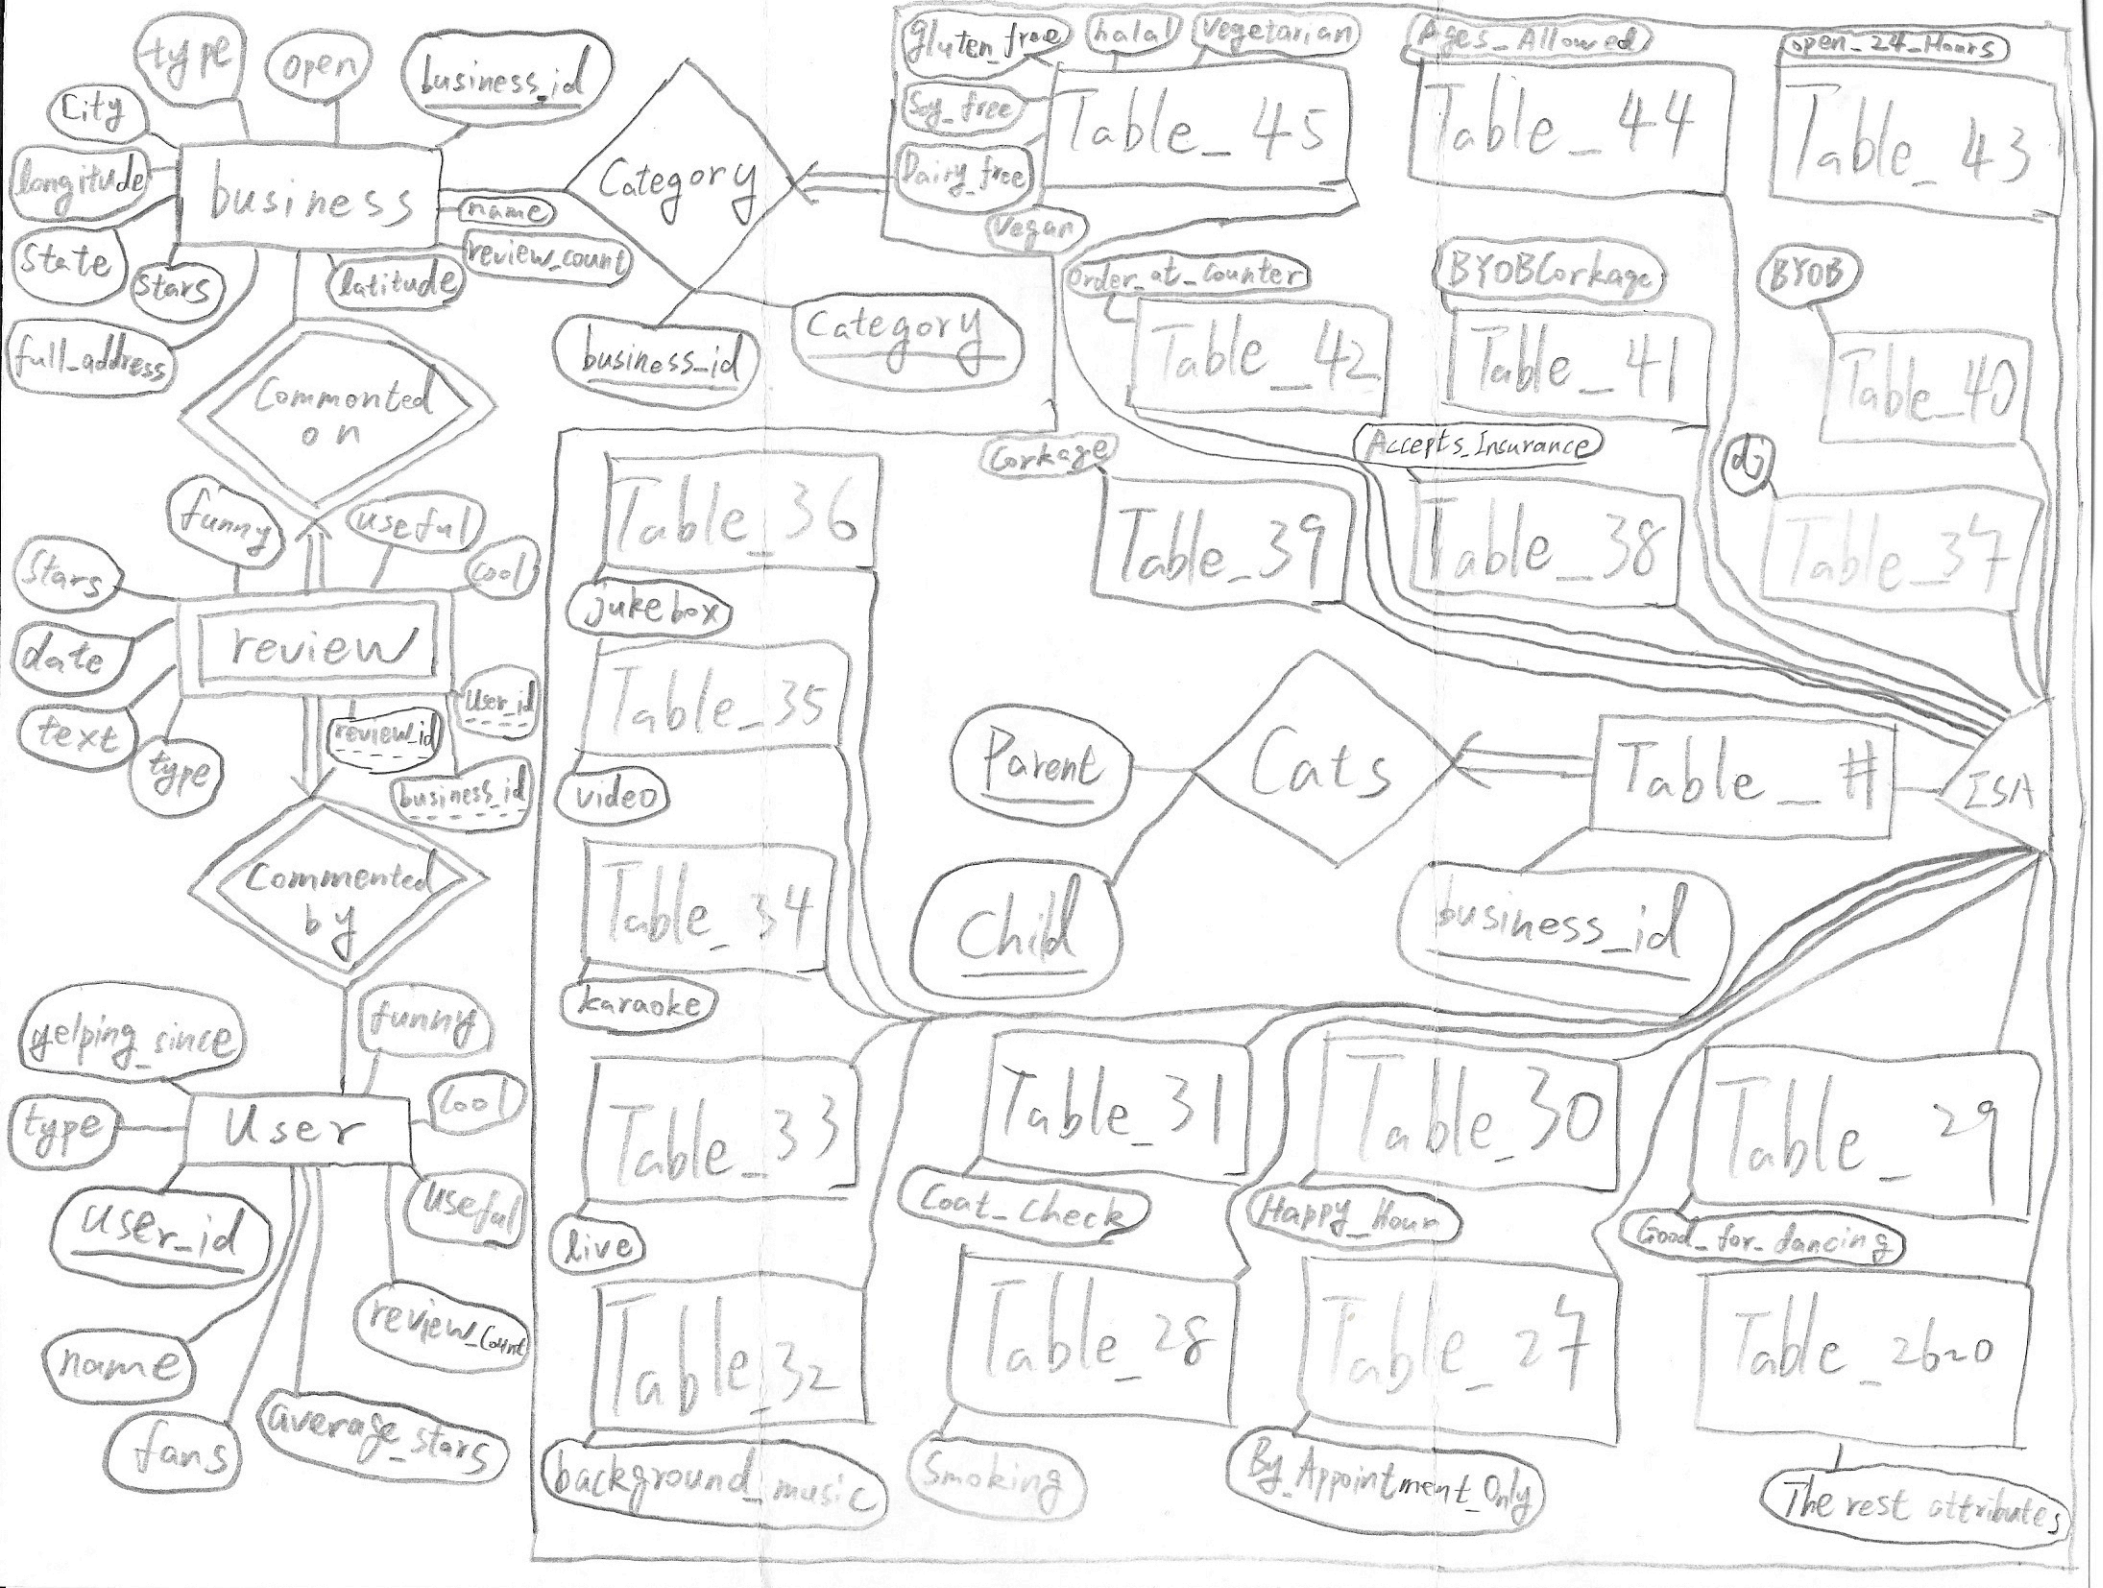 type
open
business_id
City
longitude
State
Stars
full_address
business
name
review_count
latitude
Category
business_id
Category
Commented
on
funny
useful
Cool
Stars
date
text
type
review
review_id
User_id
business_id
Commented
by
yelping_since
funny
type
User
Cool
User_id
useful
name
fans
average_stars
review_count
Gluten_free
halal
Vegetarian
Soy_free
Dairy_free
Vegan
Table_45
Ages_Allowed
Table_44
open_24_Hours
Table_43
Order_at_counter
Table_42
BYOBCorkage
Table_41
BYOB
Table_40
Corkage
Table_39
Accepts_Insurance
Table_38
dj
Table_37
Table_36
jukebox
Table_35
video
Table_34
karaoke
Table_33
live
Table_32
background_music
Parent
Child
Cats
Table_#
business_id
ISA
Table_31
Coat_check
Table_30
Happy_Hour
Table_29
Good_for_dancing
Table_28
Smoking
Table_27
By_Appointment_Only
Table_26~0
The rest attributes